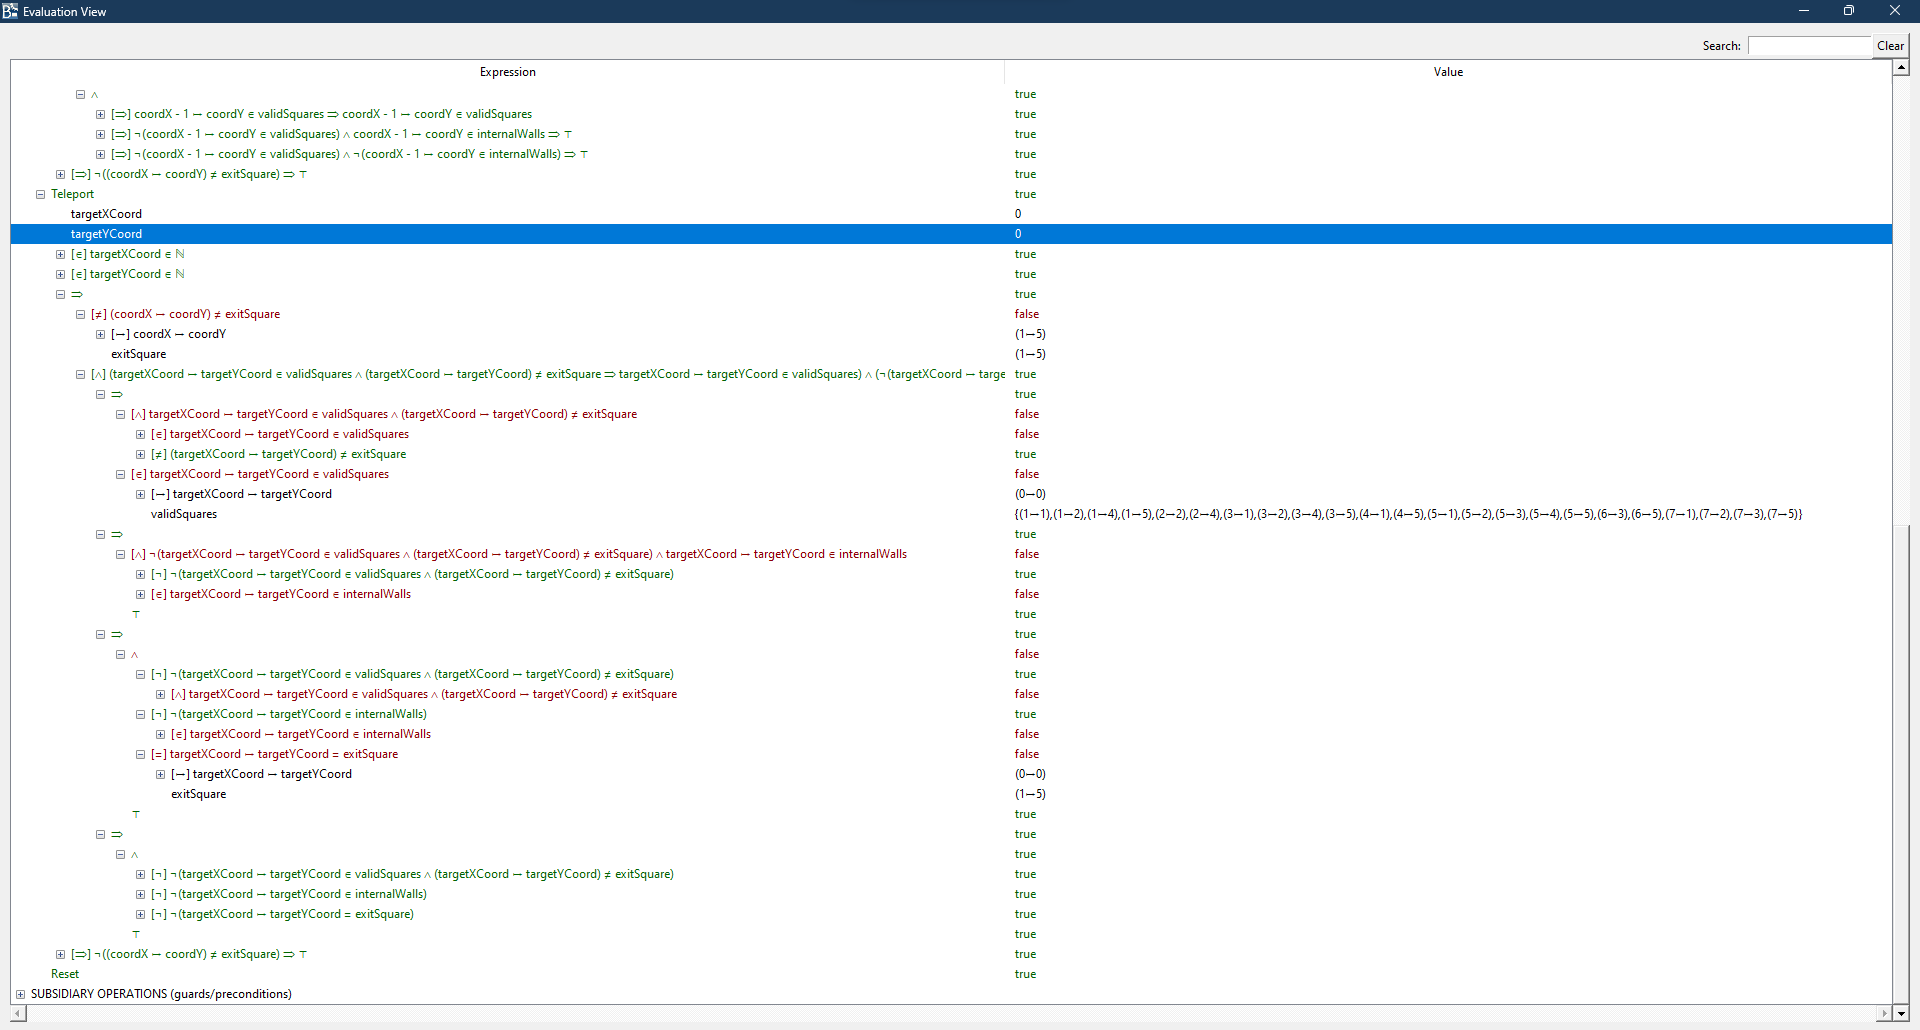 Evaluation View
Search: Clear
Expression Value
∧ true
[⇒] coordX - 1 ↦ coordY ∈ validSquares ⇒ coordX - 1 ↦ coordY ∈ validSquares true
[⇒] ¬(coordX - 1 ↦ coordY ∈ validSquares) ∧ coordX - 1 ↦ coordY ∈ internalWalls ⇒ ⊤ true
[⇒] ¬(coordX - 1 ↦ coordY ∈ validSquares) ∧ ¬(coordX - 1 ↦ coordY ∈ internalWalls) ⇒ ⊤ true
[⇒] ¬((coordX ↦ coordY) ≠ exitSquare) ⇒ ⊤ true
Teleport true
targetXCoord 0
targetYCoord 0
[∈] targetXCoord ∈ ℕ true
[∈] targetYCoord ∈ ℕ true
⇒ true
[≠] (coordX ↦ coordY) ≠ exitSquare false
[↦] coordX ↦ coordY (1↦5)
exitSquare (1↦5)
[∧] (targetXCoord ↦ targetYCoord ∈ validSquares ∧ (targetXCoord ↦ targetYCoord) ≠ exitSquare ⇒ targetXCoord ↦ targetYCoord ∈ validSquares) ∧ (¬(targetXCoord ↦ targe true
⇒ true
[∧] targetXCoord ↦ targetYCoord ∈ validSquares ∧ (targetXCoord ↦ targetYCoord) ≠ exitSquare false
[∈] targetXCoord ↦ targetYCoord ∈ validSquares false
[≠] (targetXCoord ↦ targetYCoord) ≠ exitSquare true
[∈] targetXCoord ↦ targetYCoord ∈ validSquares false
[↦] targetXCoord ↦ targetYCoord (0↦0)
validSquares {(1↦1),(1↦2),(1↦4),(1↦5),(2↦2),(2↦4),(3↦1),(3↦2),(3↦4),(3↦5),(4↦1),(4↦5),(5↦1),(5↦2),(5↦3),(5↦4),(5↦5),(6↦3),(6↦5),(7↦1),(7↦2),(7↦3),(7↦5)}
⇒ true
[∧] ¬(targetXCoord ↦ targetYCoord ∈ validSquares ∧ (targetXCoord ↦ targetYCoord) ≠ exitSquare) ∧ targetXCoord ↦ targetYCoord ∈ internalWalls false
[¬] ¬(targetXCoord ↦ targetYCoord ∈ validSquares ∧ (targetXCoord ↦ targetYCoord) ≠ exitSquare) true
[∈] targetXCoord ↦ targetYCoord ∈ internalWalls false
⊤ true
⇒ true
∧ false
[¬] ¬(targetXCoord ↦ targetYCoord ∈ validSquares ∧ (targetXCoord ↦ targetYCoord) ≠ exitSquare) true
[∧] targetXCoord ↦ targetYCoord ∈ validSquares ∧ (targetXCoord ↦ targetYCoord) ≠ exitSquare false
[¬] ¬(targetXCoord ↦ targetYCoord ∈ internalWalls) true
[∈] targetXCoord ↦ targetYCoord ∈ internalWalls false
[=] targetXCoord ↦ targetYCoord = exitSquare false
[↦] targetXCoord ↦ targetYCoord (0↦0)
exitSquare (1↦5)
⊤ true
⇒ true
∧ true
[¬] ¬(targetXCoord ↦ targetYCoord ∈ validSquares ∧ (targetXCoord ↦ targetYCoord) ≠ exitSquare) true
[¬] ¬(targetXCoord ↦ targetYCoord ∈ internalWalls) true
[¬] ¬(targetXCoord ↦ targetYCoord = exitSquare) true
⊤ true
[⇒] ¬((coordX ↦ coordY) ≠ exitSquare) ⇒ ⊤ true
Reset true
SUBSIDIARY OPERATIONS (guards/preconditions)